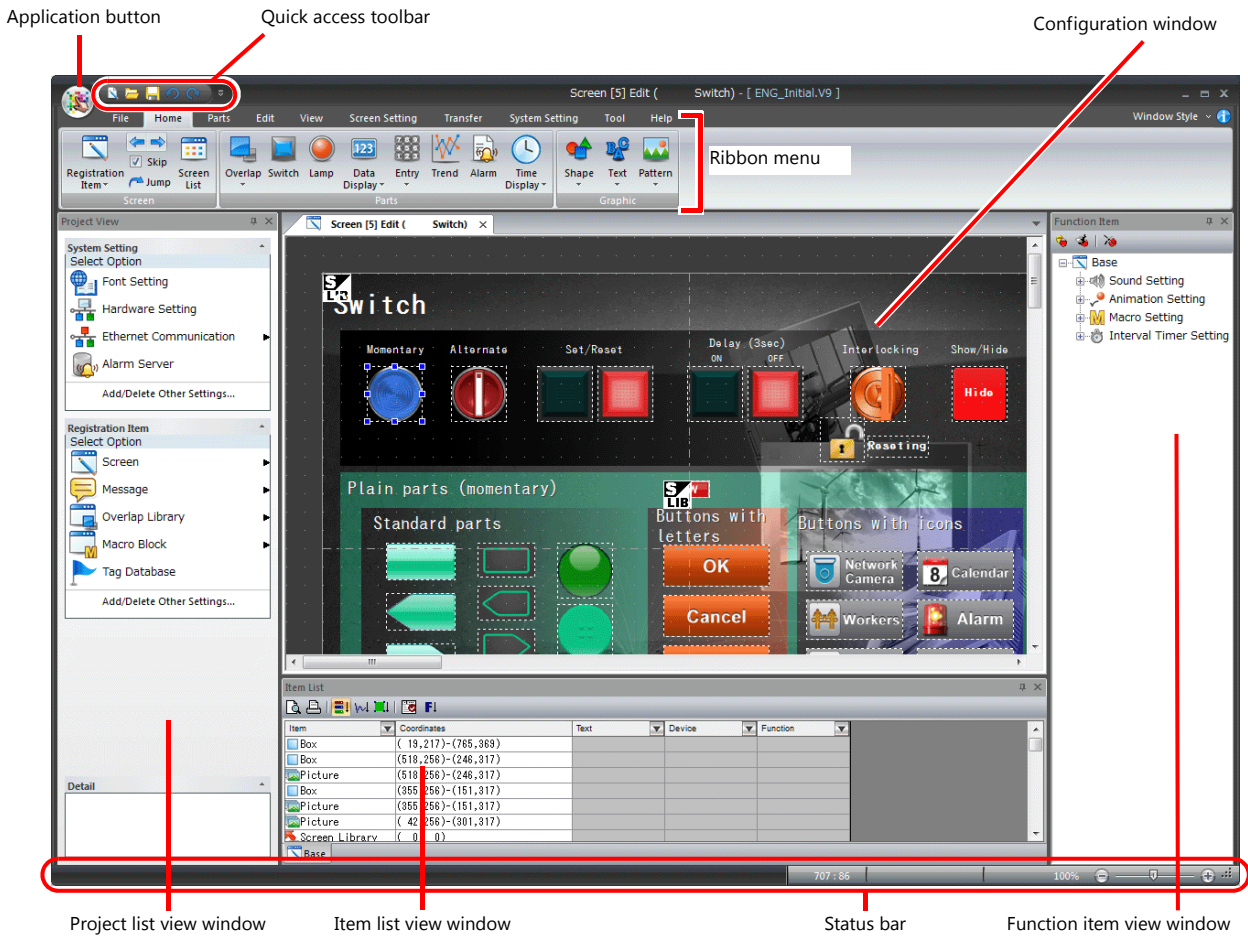 Application button
Quick access toolbar
Configuration window
Screen [5] Edit ( Switch) - [ ENG_Initial.V9 ]
File Home Parts Edit View Screen Setting Transfer System Setting Tool Help Window Style
Registration Item
Skip
Jump
Screen List
Overlap
Switch
Lamp
Data Display
Entry
Trend
Alarm
Time Display
Shape
Text
Pattern
Screen
Parts
Graphic
Ribbon menu
Project View
System Setting
Select Option
Font Setting
Hardware Setting
Ethernet Communication
Alarm Server
Add/Delete Other Settings...
Registration Item
Select Option
Screen
Message
Overlap Library
Macro Block
Tag Database
Add/Delete Other Settings...
Detail
Screen [5] Edit ( Switch)
S
LIB
Switch
Momentary
Alternate
Set/Reset
Delay (3sec)
ON
OFF
Interlocking
Show/Hide
Hide
Reseting
Plain parts (momentary)
Standard parts
S
LIB
Buttons with
letters
OK
Cancel
Buttons with icons
Network
Camera
8
Calendar
Workers
Alarm
Function Item
Base
Sound Setting
Animation Setting
Macro Setting
Interval Timer Setting
Item List
Item Coordinates Text Device Function
Box ( 19,217)-(765,369)
Box (518,256)-(246,317)
Picture (518,256)-(246,317)
Box (355,256)-(151,317)
Picture (355,256)-(151,317)
Picture ( 42,256)-(301,317)
Screen Library ( 0, 0)
Base
707 : 86
100%
Project list view window
Item list view window
Status bar
Function item view window